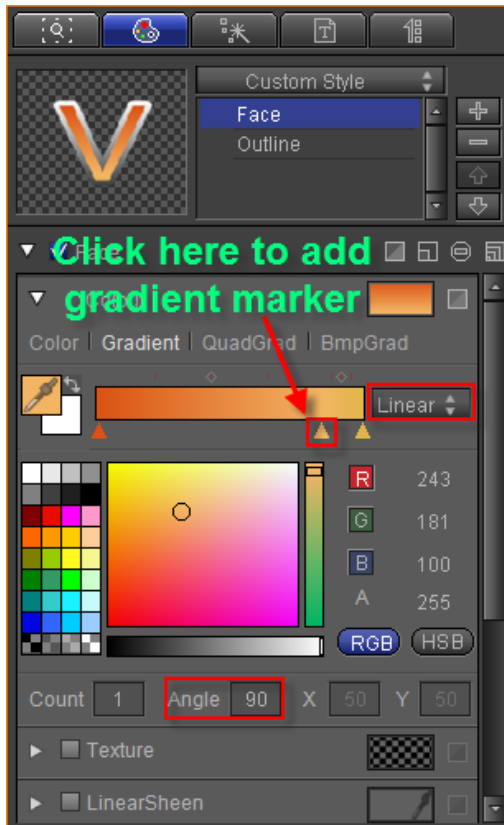 T
Custom Style
Face
Outline
Click here to add
gradient marker
Color | Gradient | QuadGrad | BmpGrad
Linear
R 243
G 181
B 100
A 255
RGB HSB
Count 1 Angle 90 X 50 Y 50
Texture
LinearSheen